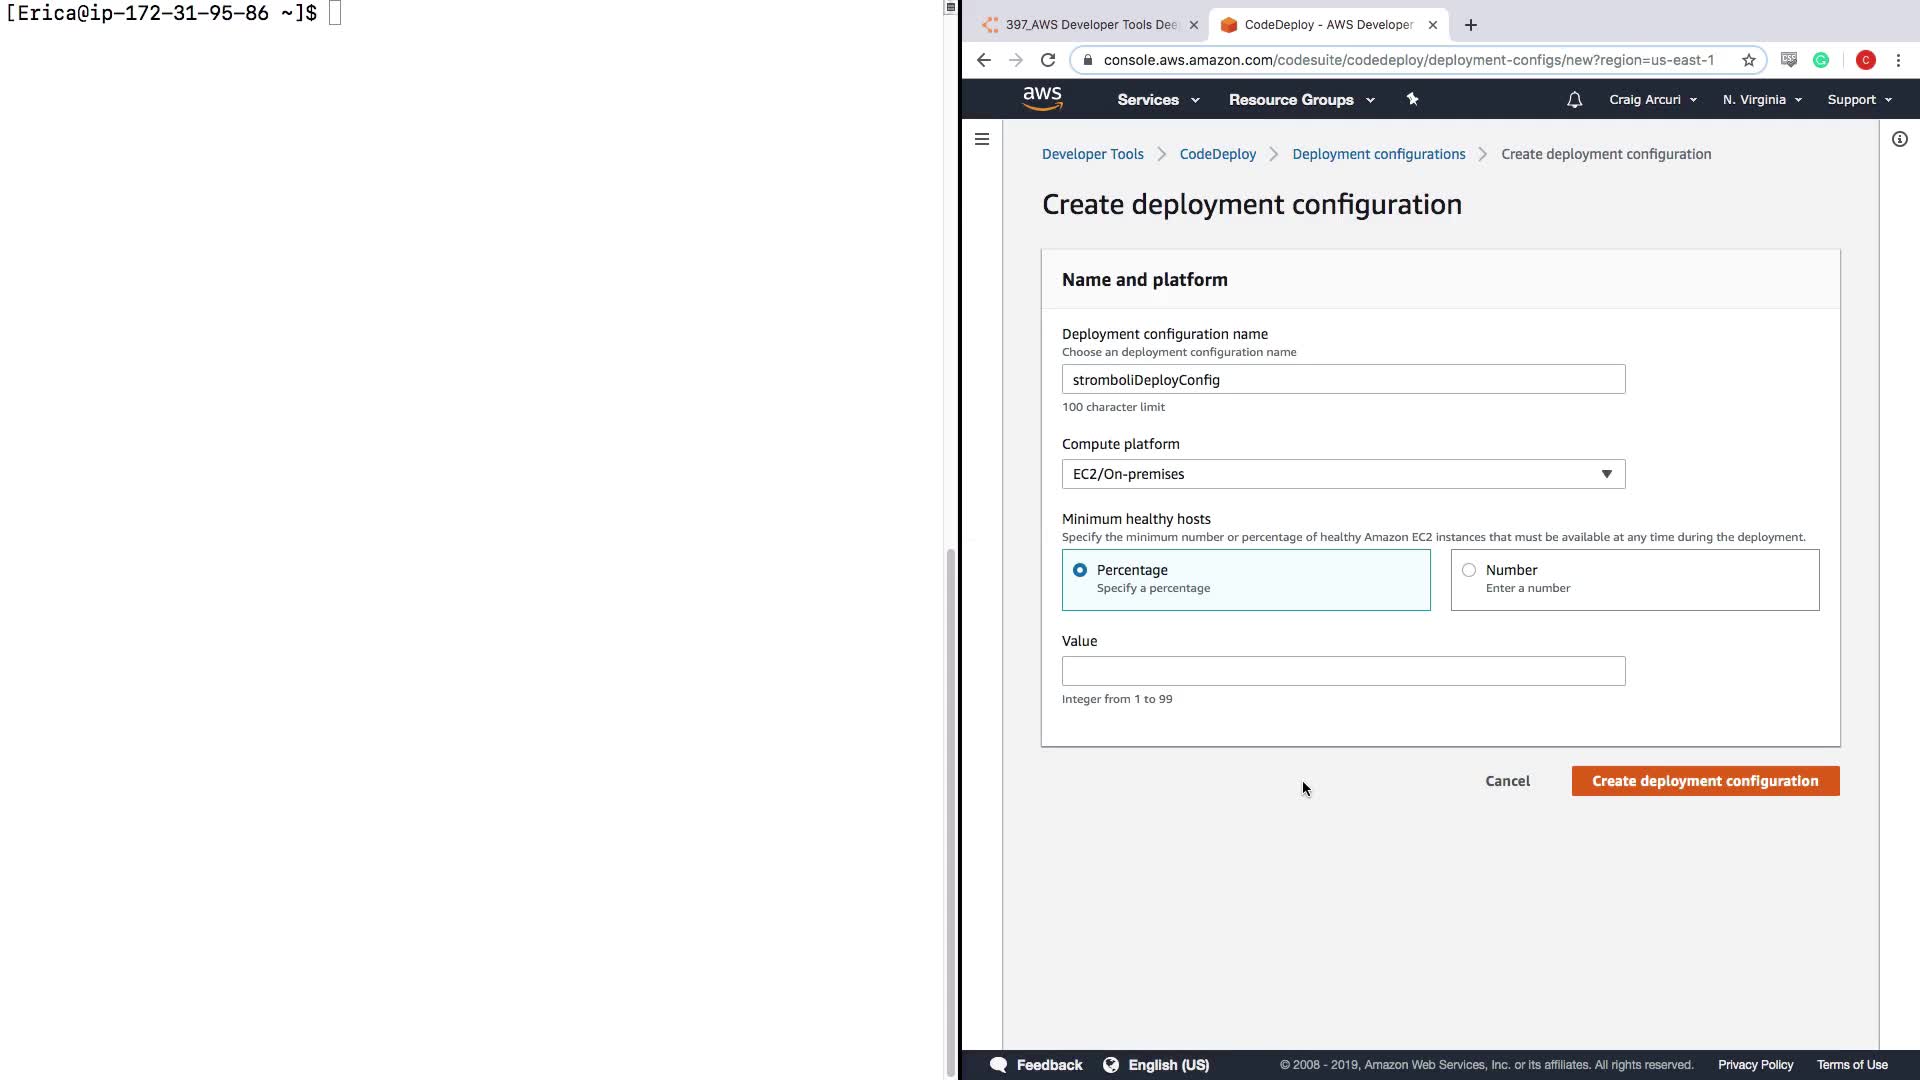 [Erica@ip-172-31-95-86 ~]$
397_AWS Developer Tools Dee
CodeDeploy - AWS Developer
console.aws.amazon.com/codesuite/codedeploy/deployment-configs/new?region=us-east-1
C
aws
Services
Resource Groups
Craig Arcuri
N. Virginia
Support
Developer Tools
CodeDeploy
Deployment configurations
Create deployment configuration
Create deployment configuration
Name and platform
Deployment configuration name
Choose an deployment configuration name
stromboliDeployConfig
100 character limit
Compute platform
EC2/On-premises
Minimum healthy hosts
Specify the minimum number or percentage of healthy Amazon EC2 instances that must be available at any time during the deployment.
Percentage
Specify a percentage
Number
Enter a number
Value
Integer from 1 to 99
Cancel
Create deployment configuration
Feedback
English (US)
© 2008 - 2019, Amazon Web Services, Inc. or its affiliates. All rights reserved.
Privacy Policy
Terms of Use